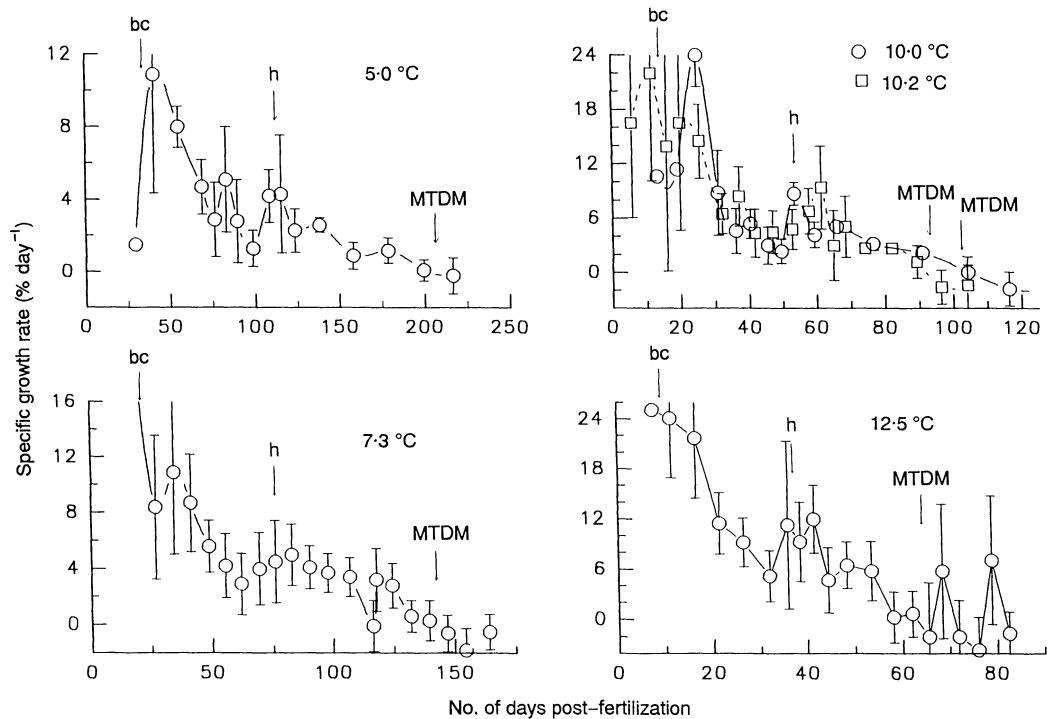 bc
12
8
4
0
h
5·0 °C
MTDM
0 50 100 150 200 250
bc
24
18
12
6
0
10·0 °C
10·2 °C
h
MTDM
MTDM
0 20 40 60 80 100 120
Specific growth rate (% day⁻¹)
bc
16
12
8
4
0
h
7·3 °C
MTDM
0 50 100 150
bc
24
18
12
6
0
h
12·5 °C
MTDM
0 20 40 60 80
No. of days post–fertilization